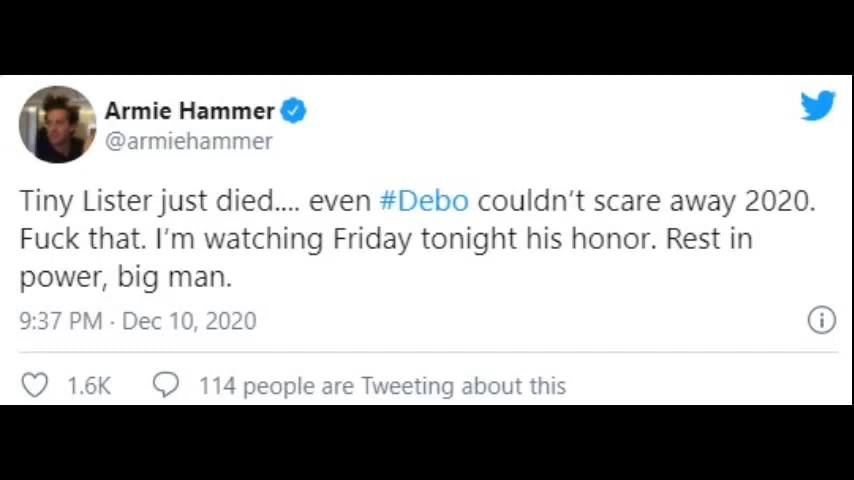 Armie Hammer
@armiehammer
Tiny Lister just died.... even #Debo couldn't scare away 2020.
Fuck that. I'm watching Friday tonight his honor. Rest in
power, big man.
9:37 PM · Dec 10, 2020
1.6K 114 people are Tweeting about this